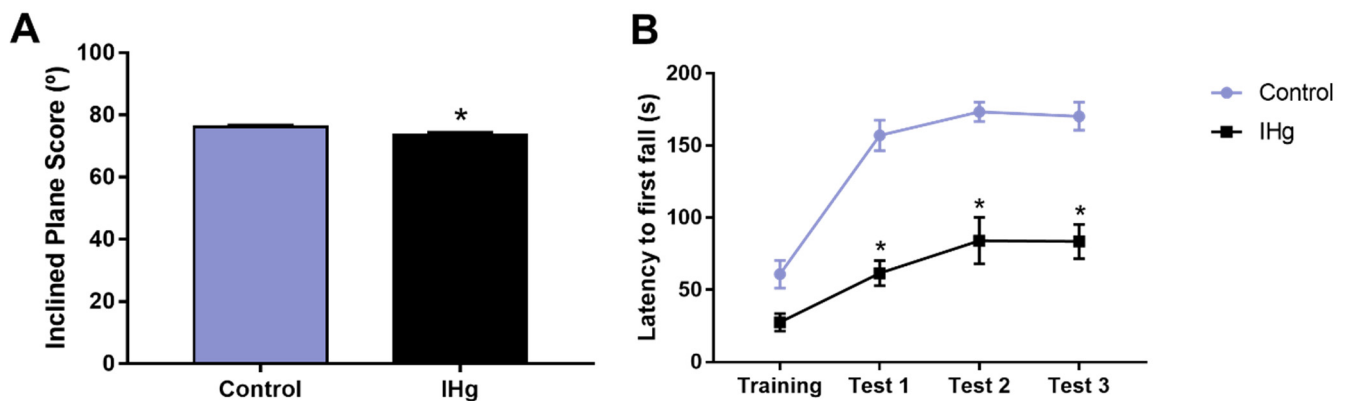 A
Inclined Plane Score (º)
100
80
60
40
20
0
*
Control
IHg
B
Latency to first fall (s)
200
150
100
50
0
*
*
*
Training
Test 1
Test 2
Test 3
Control
IHg